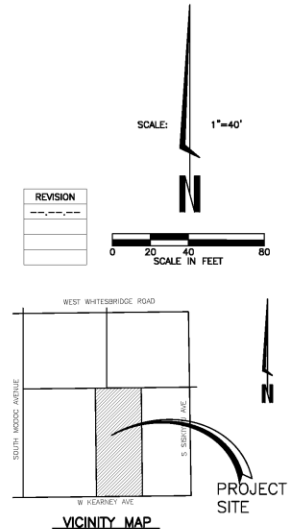 SCALE: 1"=40'
N
REVISION
--.--.--
0 20 40 80
SCALE IN FEET
WEST WHITESBRIDGE ROAD
SOUTH MODOC AVENUE
S SISKIYOU AVE
N
W KEARNEY AVE
PROJECT
SITE
VICINITY MAP